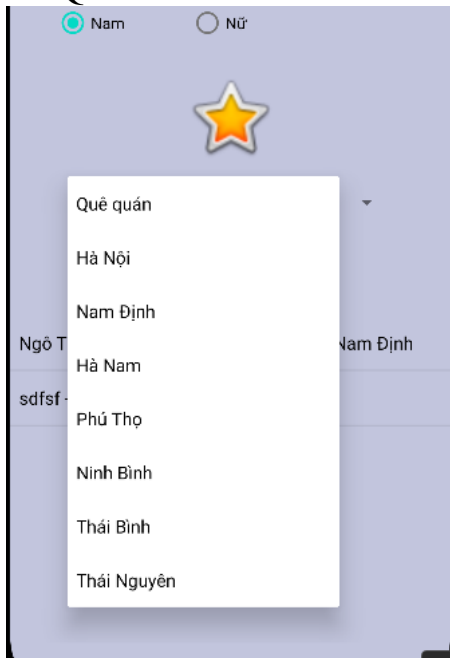 Nam Nữ
Quê quán
Hà Nội
Nam Định
Ngô T Nam Định
Hà Nam
sdfsf -
Phú Thọ
Ninh Bình
Thái Bình
Thái Nguyên